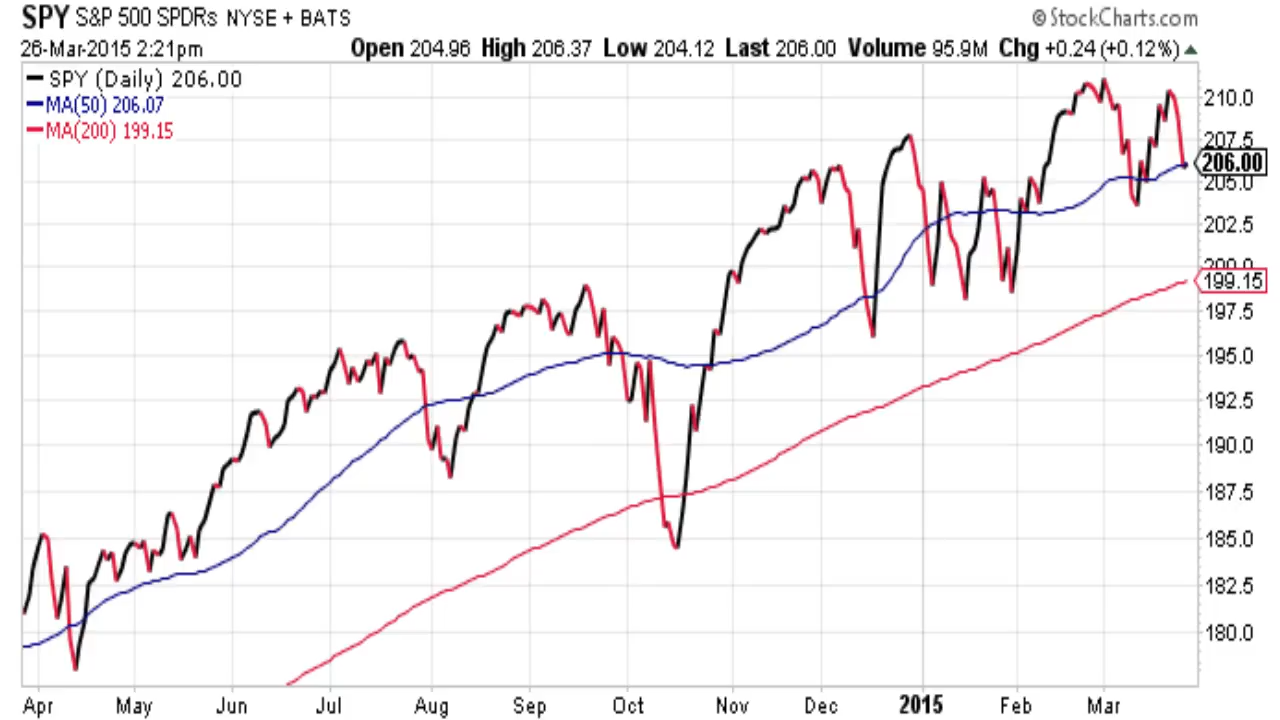 SPY S&P 500 SPDRs NYSE + BATS © StockCharts.com
26-Mar-2015 2:21pm Open 204.96 High 206.37 Low 204.12 Last 206.00 Volume 95.9M Chg +0.24 (+0.12%)
SPY (Daily) 206.00
MA(50) 206.07
MA(200) 199.15
210.0
207.5
206.00
205.0
202.5
200.0
199.15
197.5
195.0
192.5
190.0
187.5
185.0
182.5
180.0
Apr May Jun Jul Aug Sep Oct Nov Dec 2015 Feb Mar